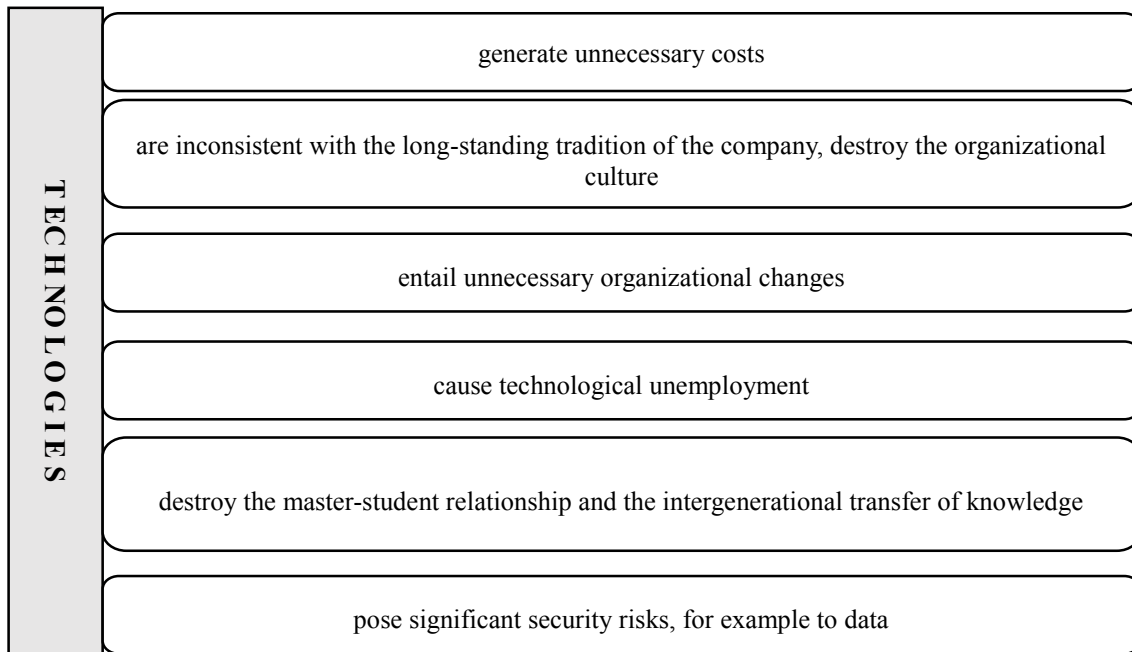 TECHNOLOGIES
generate unnecessary costs
are inconsistent with the long-standing tradition of the company, destroy the organizational
culture
entail unnecessary organizational changes
cause technological unemployment
destroy the master-student relationship and the intergenerational transfer of knowledge
pose significant security risks, for example to data